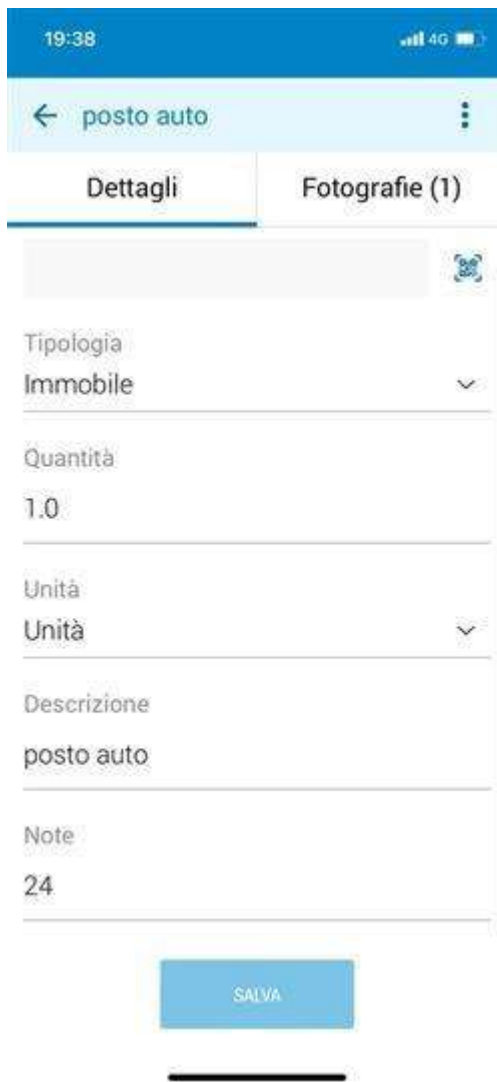 19:38
4G
posto auto
Dettagli
Fotografie (1)
Tipologia
Immobile
Quantità
1.0
Unità
Unità
Descrizione
posto auto
Note
24
SALVA